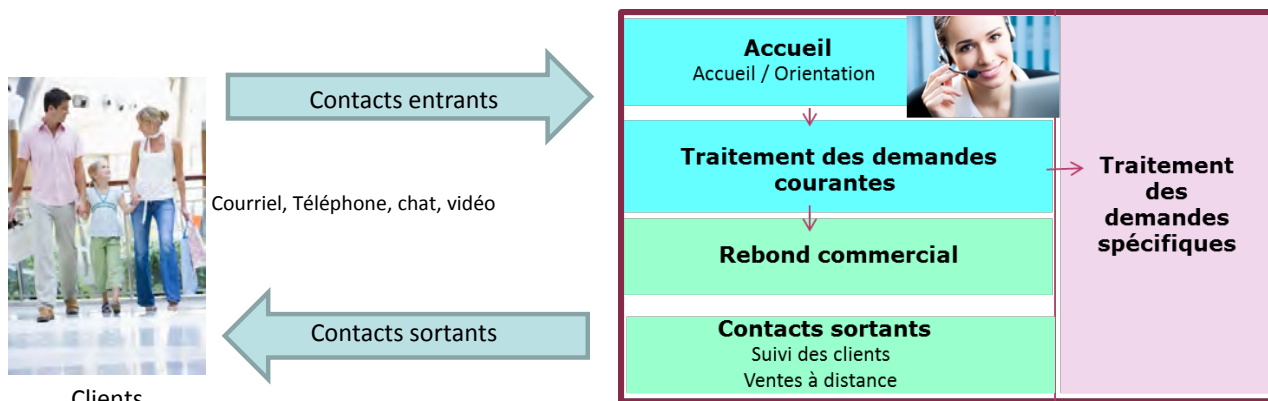 Contacts entrants
Courriel, Téléphone, chat, vidéo
Contacts sortants
Clients
Accueil
Accueil / Orientation
Traitement des demandes
courantes
Rebond commercial
Contacts sortants
Suivi des clients
Ventes à distance
Traitement
des
demandes
spécifiques